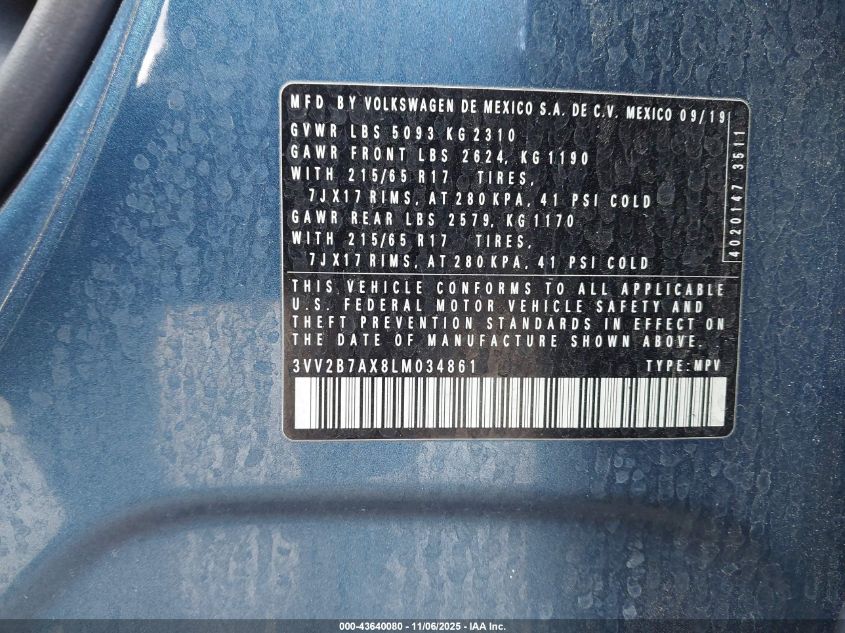 MFD BY VOLKSWAGEN DE MEXICO S.A. DE C.V. MEXICO 09/19
GVWR LBS 5093 KG 2310
GAWR FRONT LBS 2624, KG 1190
WITH 215/65 R17 TIRES,
7JX17 RIMS, AT 280 KPA, 41 PSI COLD
GAWR REAR LBS 2579, KG 1170
WITH 215/65 R17 TIRES,
7JX17 RIMS, AT 280 KPA, 41 PSI COLD
4020147 3511
THIS VEHICLE CONFORMS TO ALL APPLICABLE
U.S. FEDERAL MOTOR VEHICLE SAFETY AND
THEFT PREVENTION STANDARDS IN EFFECT ON
THE DATE OF MANUFACTURE SHOWN ABOVE.
3VV2B7AX8LM034861 TYPE: MPV
000-43640080 - 11/06/2025 - IAA Inc.